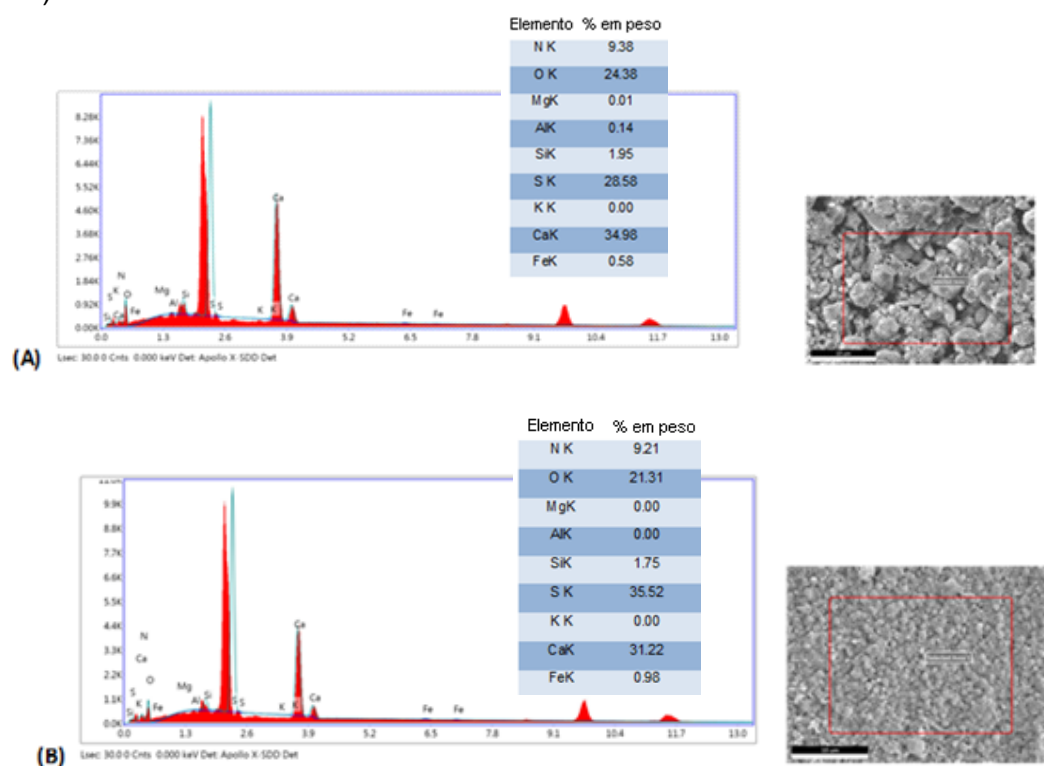 Elemento % em peso
N K 9.38
O K 24.38
MgK 0.01
AlK 0.14
SiK 1.95
S K 28.58
K K 0.00
CaK 34.98
FeK 0.58
8.28K
7.36K
6.44K
5.52K
4.60K
3.68K
2.76K
1.84K
0.92K
0.00K
Ca
N
S K O Mg Si
Si Ca Fe Al S S K K Ca Fe Fe
0.0 1.3 2.6 3.9 5.2 6.5 7.8 9.1 10.4 11.7 13.0
(A) Lsec: 30.0 0 Cnts 0.000 keV Det: Apollo X-SDD Det
Elemento % em peso
N K 9.21
O K 21.31
MgK 0.00
AlK 0.00
SiK 1.75
S K 35.52
K K 0.00
CaK 31.22
FeK 0.98
9.9K
8.8K
7.7K
6.6K
5.5K
4.4K
3.3K
2.2K
1.1K
0.0K
Ca
N
Ca
S O Mg
K Si
Si Fe Al S S K K Ca Fe Fe
0.0 1.3 2.6 3.9 5.2 6.5 7.8 9.1 10.4 11.7 13.0
(B) Lsec: 30.0 0 Cnts 0.000 keV Det: Apollo X-SDD Det